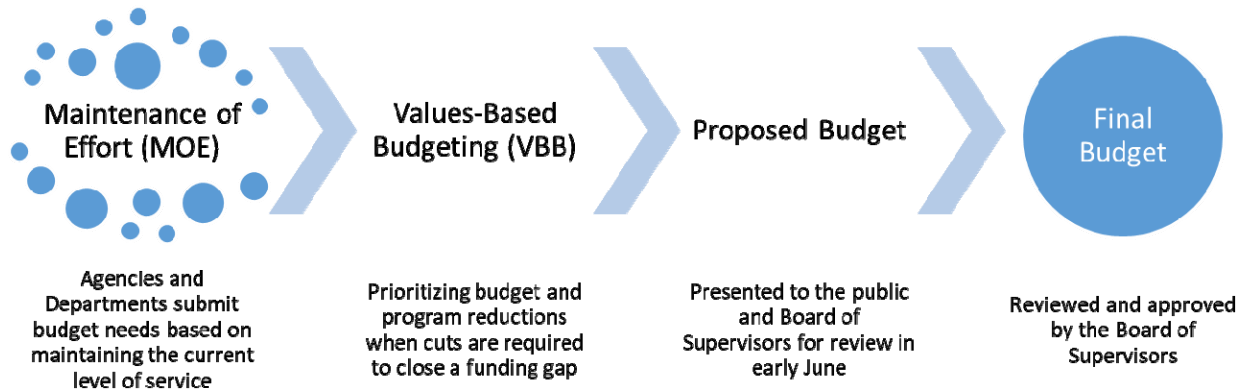 Maintenance of
Effort (MOE)
Values-Based
Budgeting (VBB)
Proposed Budget
Final
Budget
Agencies and
Departments submit
budget needs based on
maintaining the current
level of service
Prioritizing budget and
program reductions
when cuts are required
to close a funding gap
Presented to the public
and Board of
Supervisors for review in
early June
Reviewed and approved
by the Board of
Supervisors